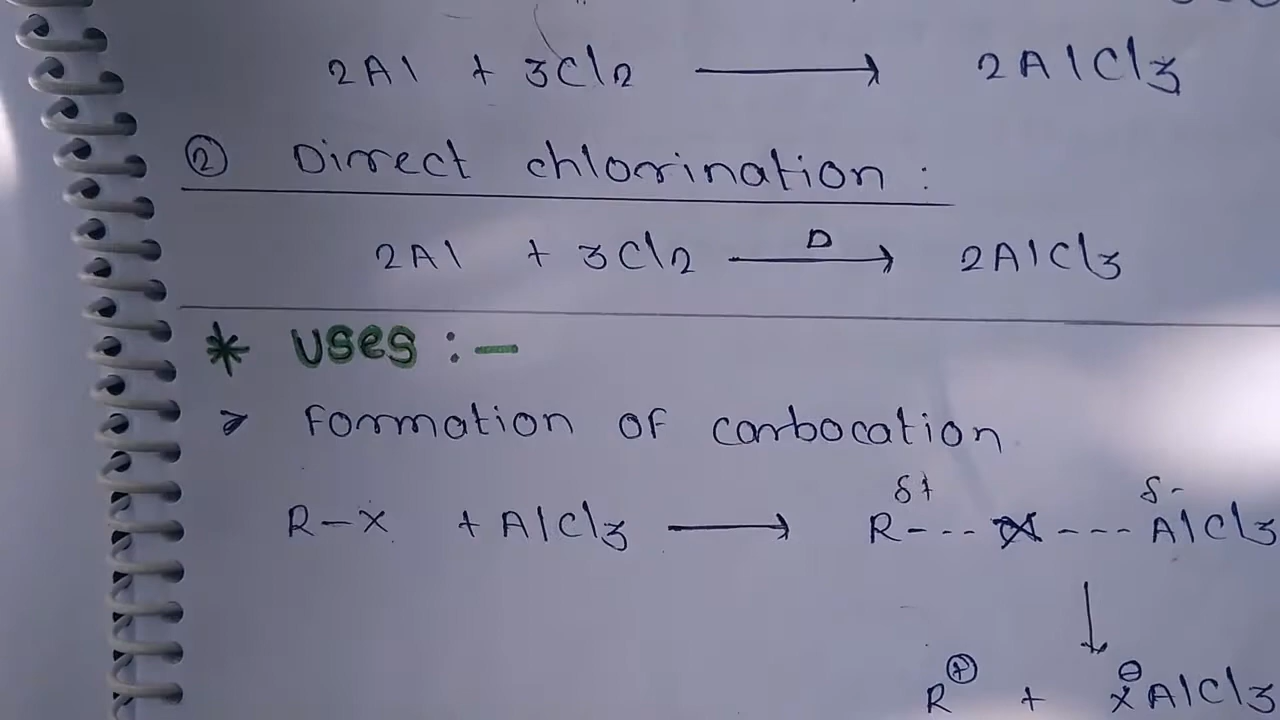 2Al + 3Cl2 ⟶ 2AlCl3
② Direct chlorination :
2Al + 3Cl2 ⟶ 2AlCl3
Δ
* Uses :-
> Formation of carbocation
R-X + AlCl3 ⟶ R --- X --- AlCl3
δ+ δ-
↓
R⊕ + X⊖AlCl3